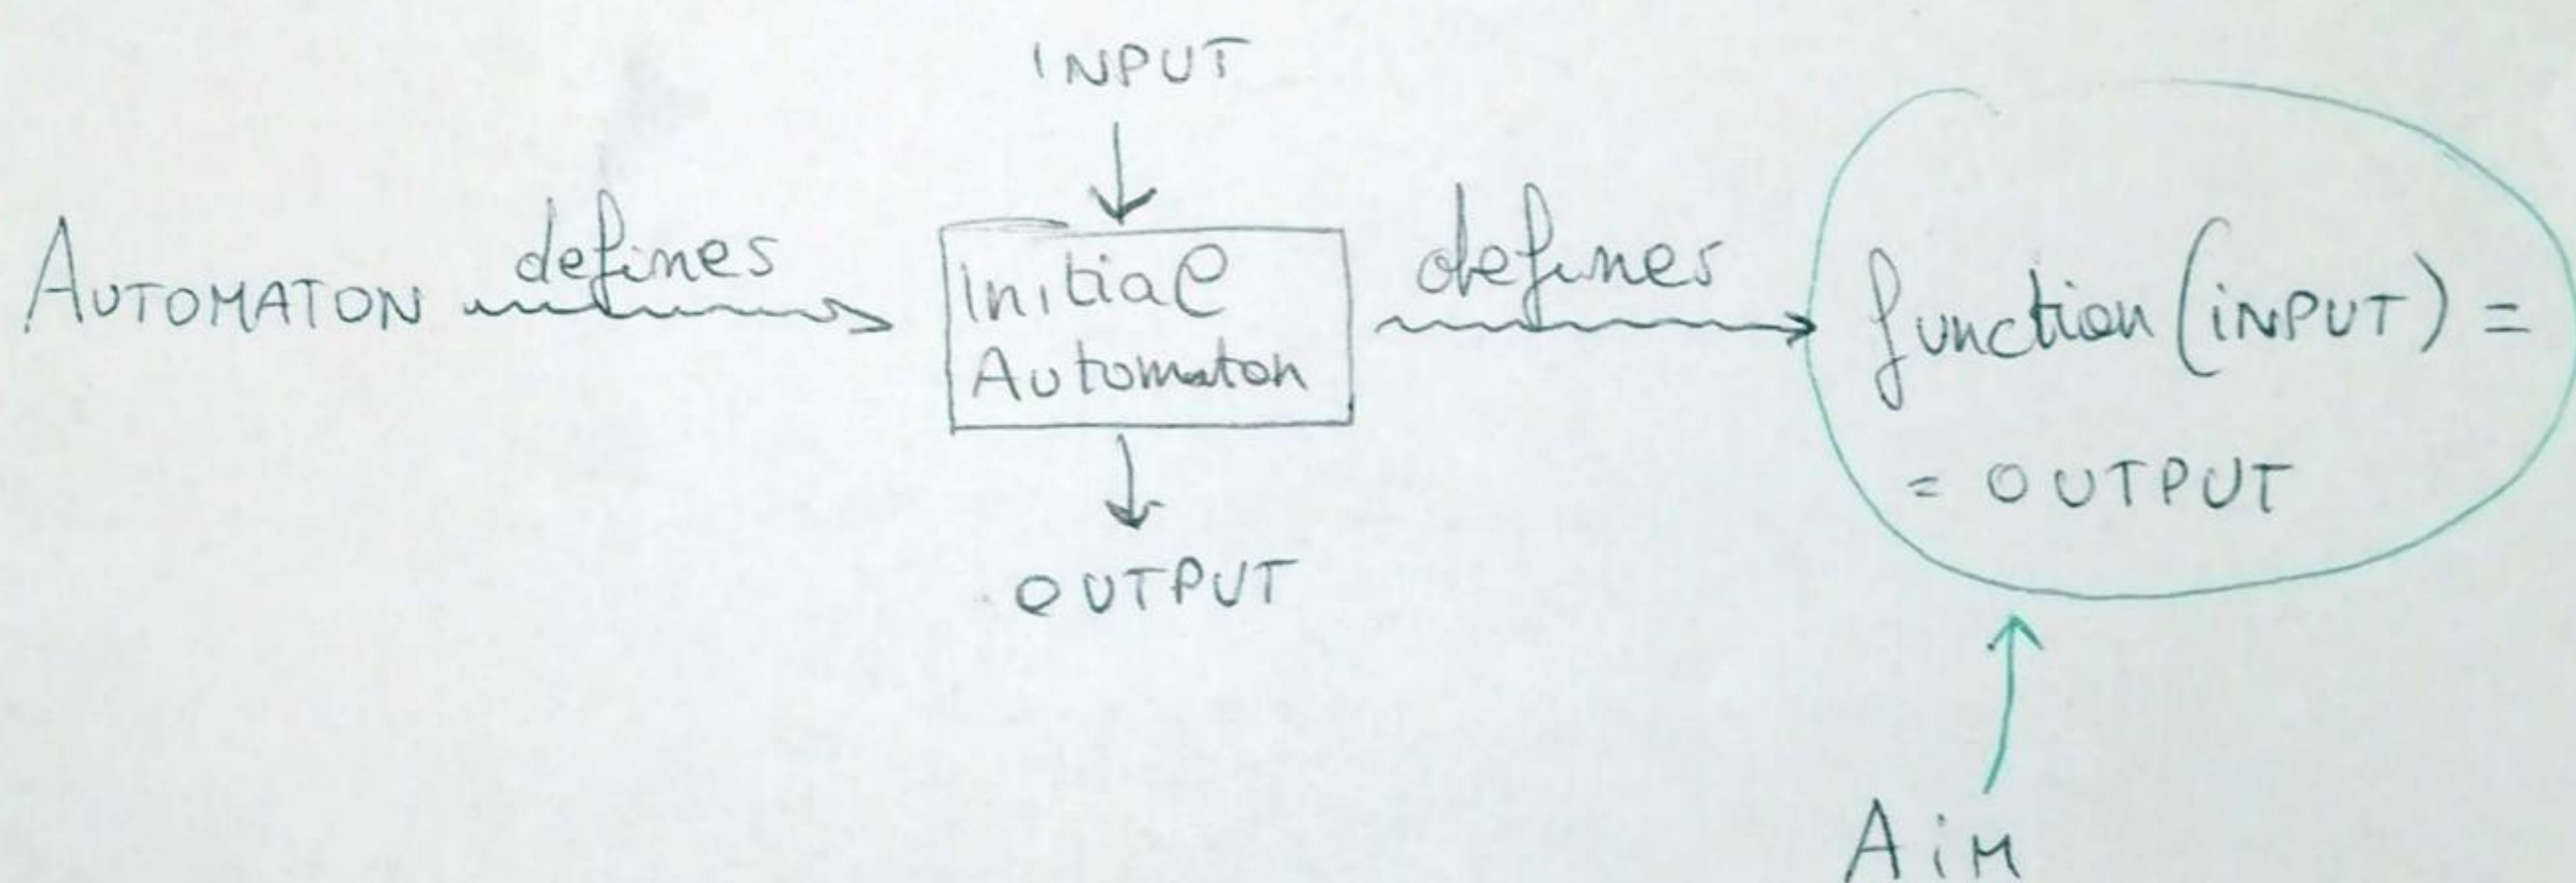 INPUT
AUTOMATON defines Initial defines function (iNPUT) =
Automaton
= OUTPUT
OUTPUT
AiM